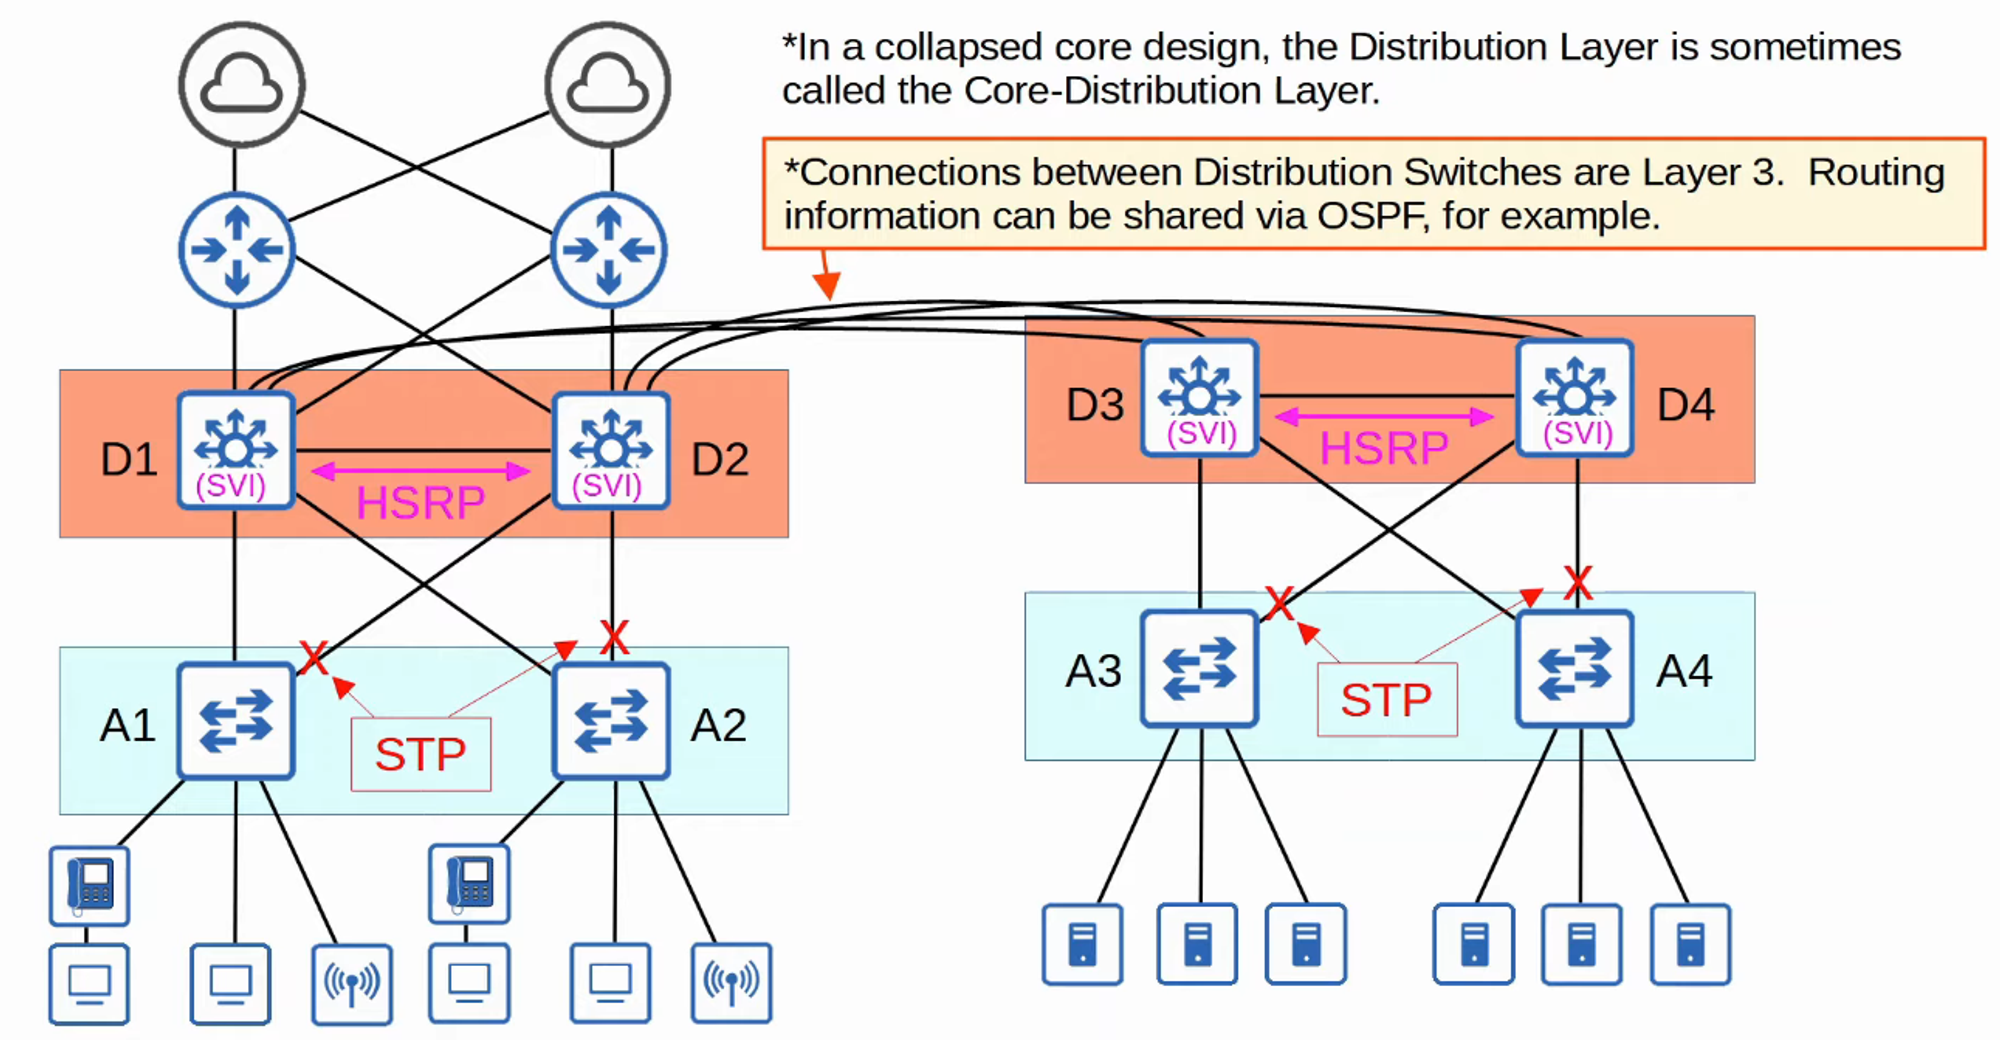 *In a collapsed core design, the Distribution Layer is sometimes
called the Core-Distribution Layer.
*Connections between Distribution Switches are Layer 3.  Routing
information can be shared via OSPF, for example.
D1
(SVI)
HSRP
(SVI)
D2
D3
(SVI)
HSRP
(SVI)
D4
A1
X
STP
X
A2
A3
X
STP
X
A4